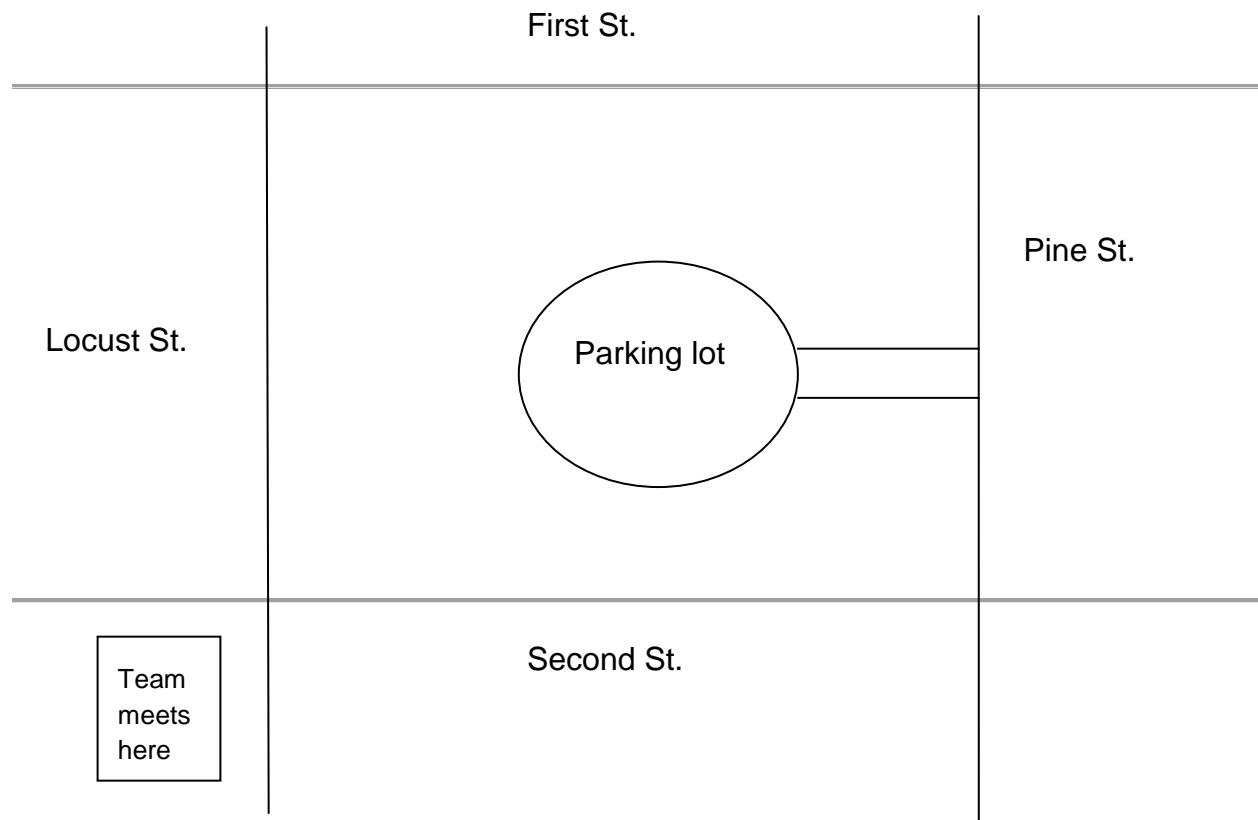 First St.
Pine St.
Locust St.
Parking lot
Second St.
Team
meets
here